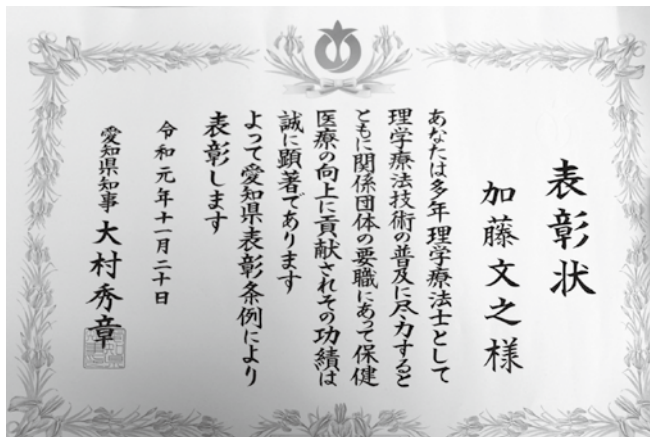 表彰状
加藤文之様
あなたは多年理学療法士として
理学療法技術の普及に尽力すると
ともに関係団体の要職にあって保健
医療の向上に貢献されその功績は
誠に顕著であります
よって愛知県表彰条例により
表彰します
令和元年十一月二十日
愛知県知事 大村秀章